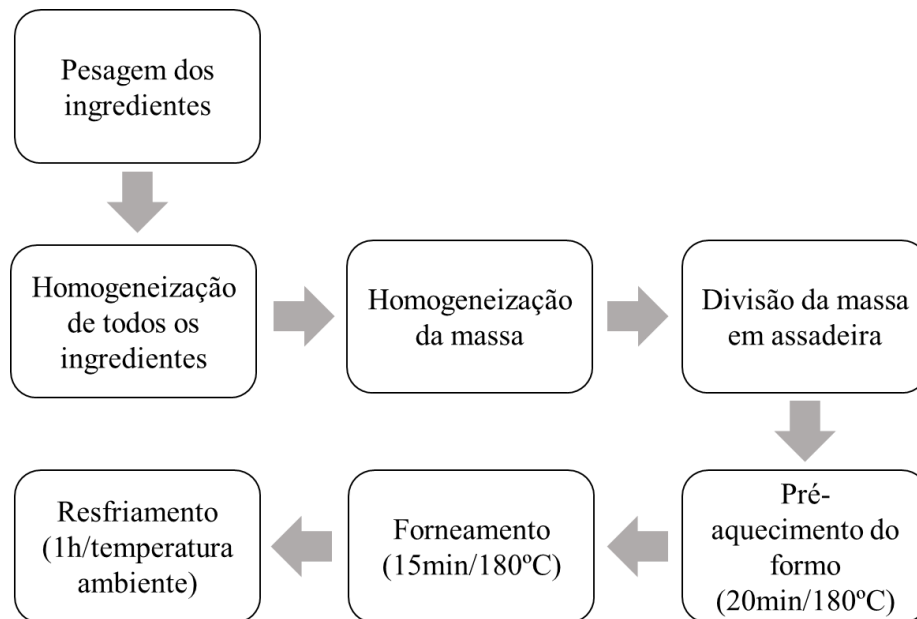 Pesagem dos
ingredientes
Homogeneização
de todos os
ingredientes
Homogeneização
da massa
Divisão da massa
em assadeira
Pré-
aquecimento do
formo
(20min/180ºC)
Forneamento
(15min/180ºC)
Resfriamento
(1h/temperatura
ambiente)